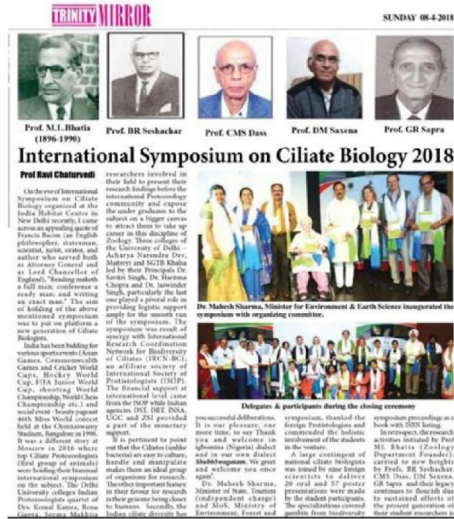 TRINITY MIRROR
SUNDAY 08-4-2018
Prof. M.L.Bhatia
(1896-1990)
Prof. BR Seshachar
Prof. CMS Dass
Prof. DM Saxena
Prof. GR Sapra
International Symposium on Ciliate Biology 2018
Prof Ravi Chaturvedi
On the eve of International
Symposium on Ciliate
Biology organized at the
India Habitat Centre in
New Delhi recently, I came
across an appealing quote of
Francis Bacon (an English
philosopher, statesman,
scientist, jurist, orator, and
author who served both
as Attorney General and
as Lord Chancellor of
England), "Reading maketh
a full man; conference a
ready man; and writing
an exact man." The aim
of holding of the above
mentioned symposium
was to put on platform a
new generation of Ciliate
Biologists.
India has been bidding for
various sports events (Asian
Games, Commonwealth
Games and Cricket World
Cups, Hockey World
Cup, FIFA Junior World
Cup, shooting World
Championship, World Chess
Championship etc.) and
social event - beauty pageant
46th Miss World contest
held at the Chinnaswamy
Stadium, Bangalore in 1996.
It was a different story at
Moscow in 2016 where
top Ciliate Protozoologists
(first group of animals)
were bidding their biannual
international symposium
on the subject. The Delhi
University colleges Indian
Protozoologists quartet of
Drs. Komal Kamra, Renu
Gupta, Seema Makhija
researchers involved in
their field to present their
research findings before the
international Protozoology
community and expose
the under graduates to the
subject on a bigger canvas
to attract them to take up
career in this discipline of
Zoology. Three colleges of
the University of Delhi -
Acharya Narendra Dev,
Maitreyi and SGTB Khalsa
led by their Principals Dr.
Savitri Singh, Dr. Haritma
Chopra and Dr. Jaswinder
Singh, particularly the last
one played a pivotal role in
providing logistic support
amply for the smooth run
of the symposium. The
symposium was result of
synergy with International
Research Coordination
Network for Biodiversity
of Ciliates (IRCN-BC),
an affiliate society of
International Society of
Protistologists (ISOP).
The financial support at
international level came
from the ISOP while Indian
agencies DST, DBT, INSA,
UGC and ZSI provided
a part of the monetary
support.
It is pertinent to point
out that the Ciliates (unlike
bacteria) are easy to culture,
handle and manipulate
makes them an ideal group
of organisms for research.
The other important feature
in their favour for research
is their genome being closer
to humans. Secondly, the
Indian ciliate diversity has
Dr. Mahesh Sharma, Minister for Environment & Earth Science inaugurated the
symposium with organizing committee.
Delegates & participants during the closing ceremony
you successful deliberations.
It is our pleasure, one
more time, to say Thank
you and welcome in
igbomina (Nigeria) dialect
and in our own dialect
We greet
and welcome you once
again".
Dr. Mahesh Sharma,
Minister of State, Tourism
(independent charge)
and MoS, Ministry of
Environment, Forest and
symposium, thanked the
foreign Protistologists and
commended the holistic
involvement of the students
in the venture.
A large contingent of
national ciliate biologists
was joined by nine foreign
scientists to deliver
20 oral and 57 poster
presentations were made
by the student participants.
The specializations covered
gambits from biodiversity
symposium proceedings as a
book with ISBN listing.
In retrospect, the research
activities initiated by Prof
ML Bhatia (Zoology
Department Founder),
carried to new heights
by Profs. BR Seshachar,
CMS Dass, DM Saxena,
GR Sapra and their legacy
continues to flourish due
to sustained efforts of
the present generation of
their student researchers is